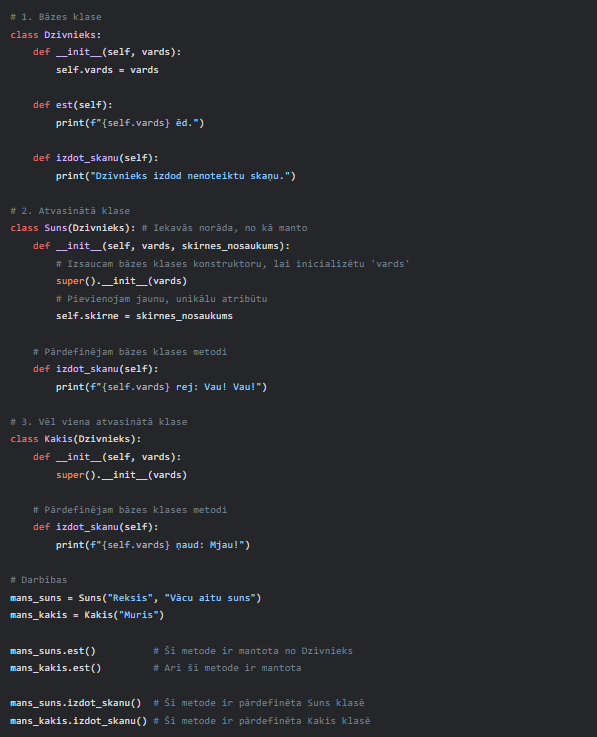 # 1. Bāzes klase
class Dzivnieks:
    def __init__(self, vards):
        self.vards = vards

    def est(self):
        print(f"{self.vards} ēd.")

    def izdot_skanu(self):
        print("Dzīvnieks izdod nenoteiktu skaņu.")

# 2. Atvasinātā klase
class Suns(Dzivnieks): # Iekavās norāda, no kā manto
    def __init__(self, vards, skirnes_nosaukums):
        # Izsaucam bāzes klases konstruktoru, lai inicializētu 'vards'
        super().__init__(vards)
        # Pievienojam jaunu, unikālu atribūtu
        self.skirne = skirnes_nosaukums

    # Pārdefinējam bāzes klases metodi
    def izdot_skanu(self):
        print(f"{self.vards} rej: Vau! Vau!")

# 3. Vēl viena atvasinātā klase
class Kakis(Dzivnieks):
    def __init__(self, vards):
        super().__init__(vards)

    # Pārdefinējam bāzes klases metodi
    def izdot_skanu(self):
        print(f"{self.vards} ņaud: Mjau!")

# Darbības
mans_suns = Suns("Reksis", "Vācu aitu suns")
mans_kakis = Kakis("Muris")

mans_suns.est()          # Šī metode ir mantota no Dzivnieks
mans_kakis.est()         # Arī šī metode ir mantota

mans_suns.izdot_skanu()  # Šī metode ir pārdefinēta Suns klasē
mans_kakis.izdot_skanu() # Šī metode ir pārdefinēta Kakis klasē